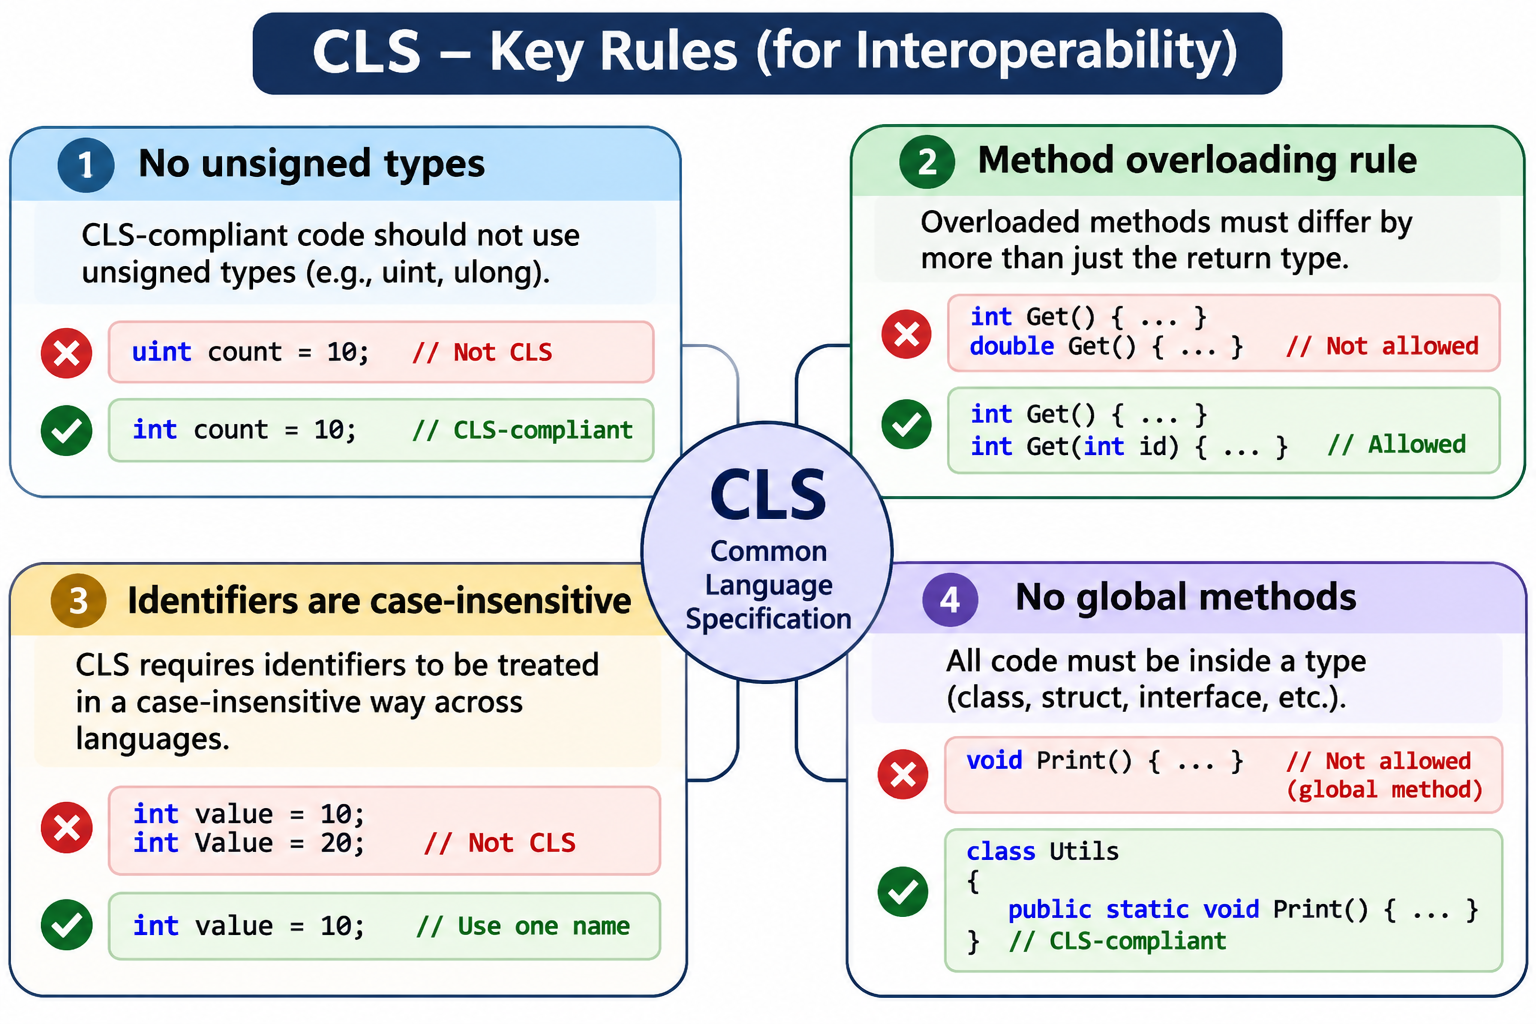 CLS – Key Rules (for Interoperability)
1 No unsigned types
CLS-compliant code should not use
unsigned types (e.g., uint, ulong).
uint count = 10; // Not CLS
int count = 10; // CLS-compliant
2 Method overloading rule
Overloaded methods must differ by
more than just the return type.
int Get() { ... }
double Get() { ... } // Not allowed
int Get() { ... }
int Get(int id) { ... } // Allowed
CLS
Common
Language
Specification
3 Identifiers are case-insensitive
CLS requires identifiers to be treated
in a case-insensitive way across
languages.
int value = 10;
int Value = 20; // Not CLS
int value = 10; // Use one name
4 No global methods
All code must be inside a type
(class, struct, interface, etc.).
void Print() { ... } // Not allowed
(global method)
class Utils
{
public static void Print() { ... }
} // CLS-compliant